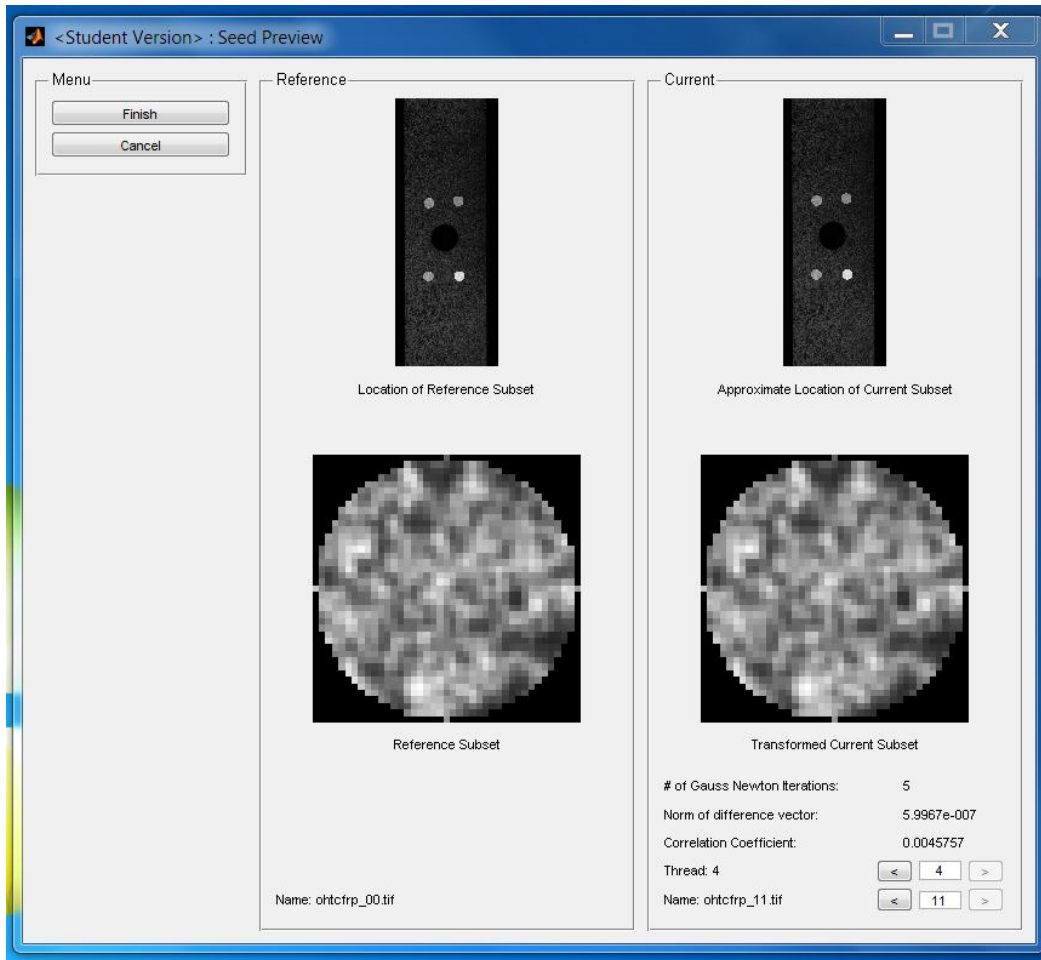 <Student Version> : Seed Preview
Menu
Finish
Cancel
Reference
Location of Reference Subset
Reference Subset
Name: ohtcfrp_00.tif
Current
Approximate Location of Current Subset
Transformed Current Subset
# of Gauss Newton Iterations: 5
Norm of difference vector: 5.9967e-007
Correlation Coefficient: 0.0045757
Thread: 4 < 4 >
Name: ohtcfrp_11.tif < 11 >